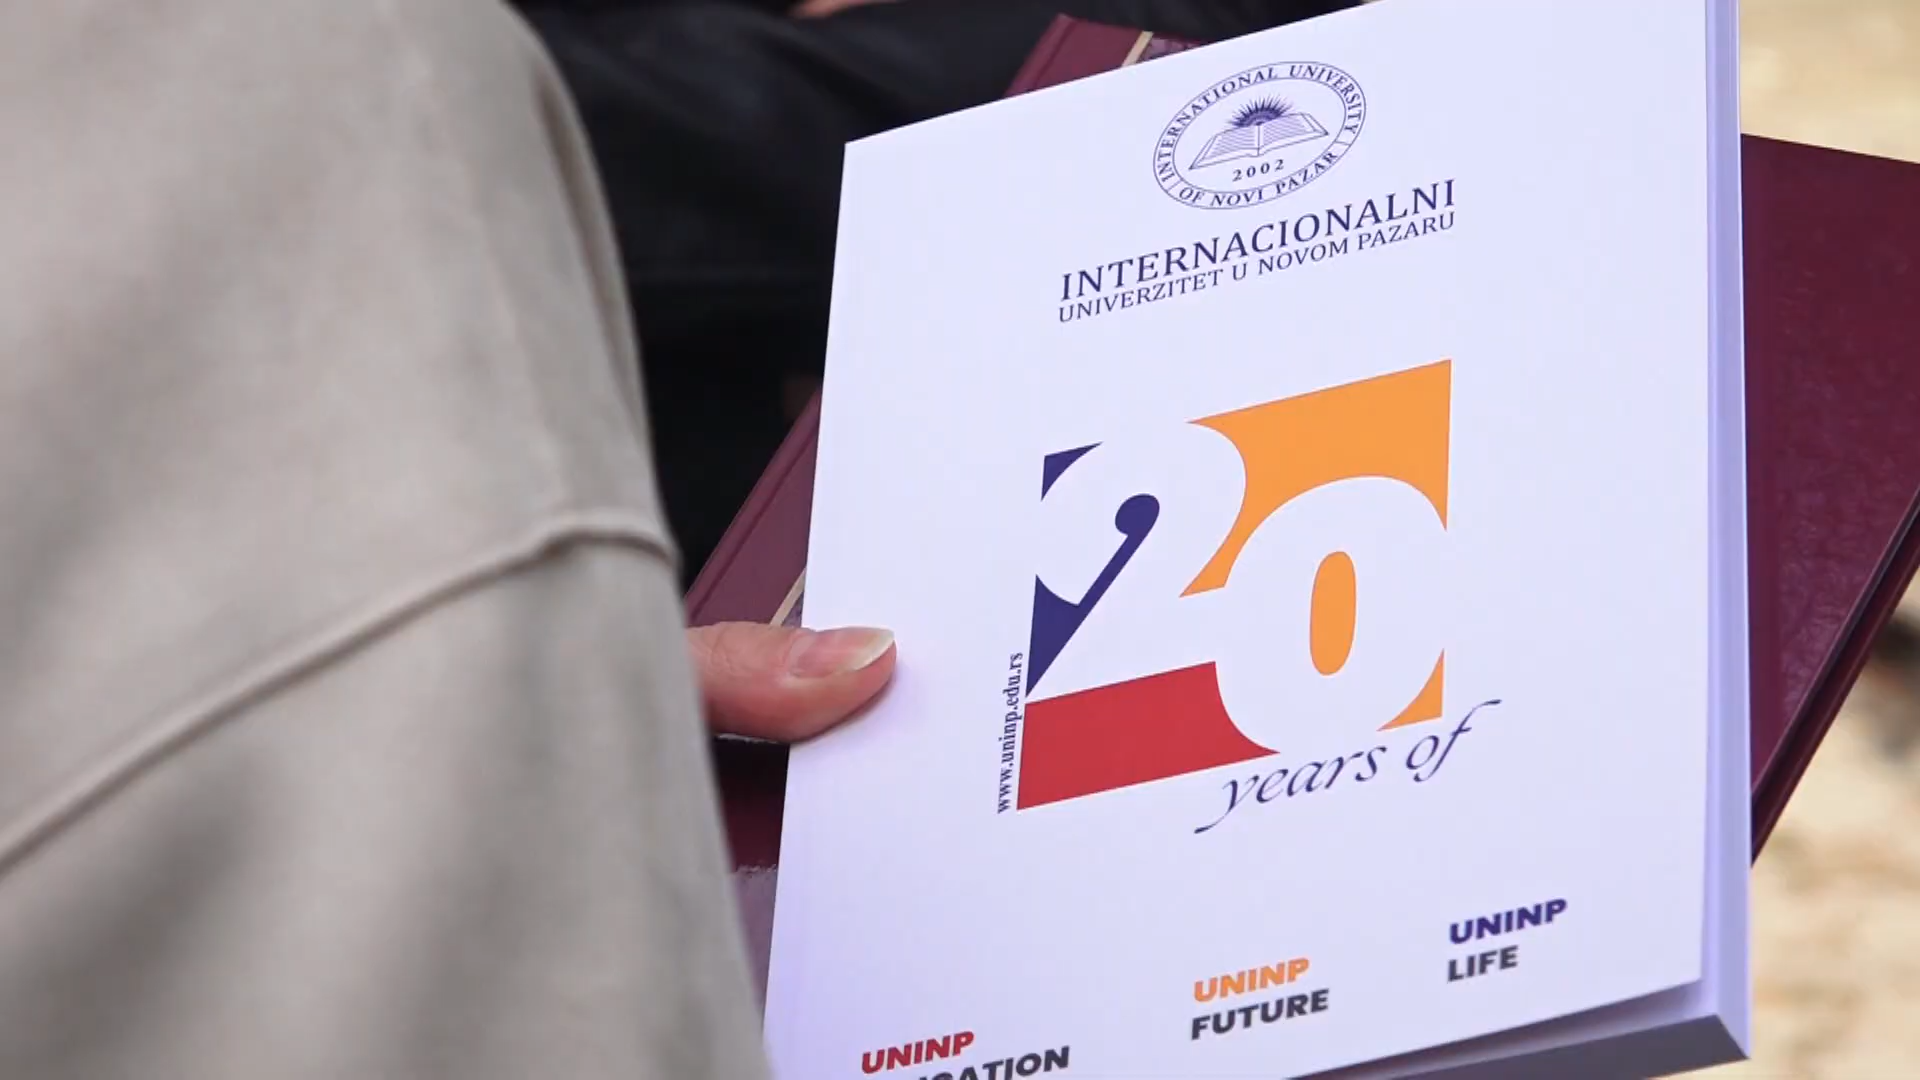 INTERNATIONAL UNIVERSITY
OF NOVI PAZAR
2002
INTERNACIONALNI
UNIVERZITET U NOVOM PAZARU
20
www.uninp.edu.rs
years of
UNINP
LIFE
UNINP
FUTURE
UNINP